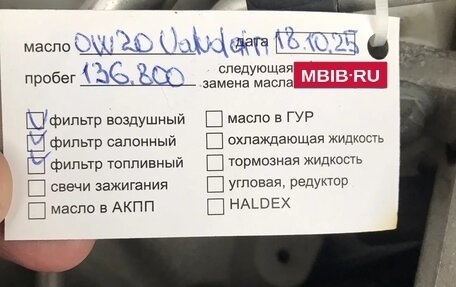 масло 0W20 Valvolain дата 18.10.25
пробег 136.800 следующая
замена масла
MBIB.RU
фильтр воздушный масло в ГУР
фильтр салонный охлаждающая жидкость
фильтр топливный тормозная жидкость
свечи зажигания угловая, редуктор
масло в АКПП HALDEX